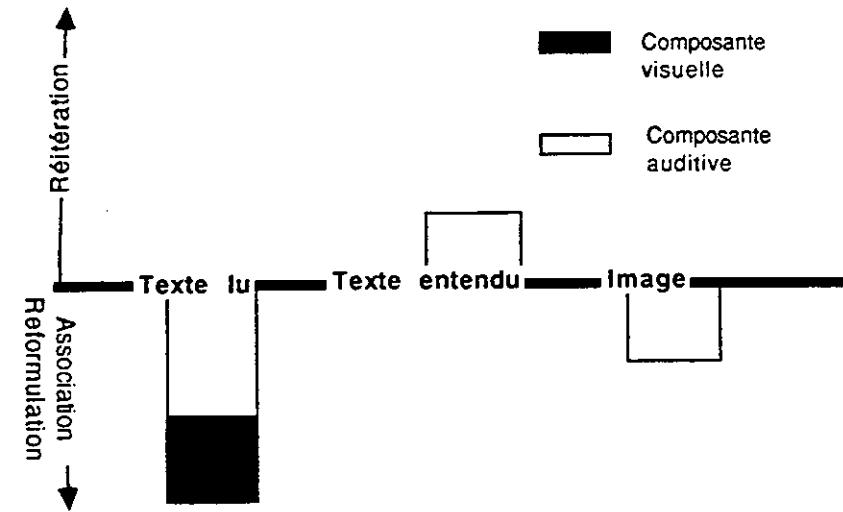 Composante
visuelle
Composante
auditive
Réitération
Texte lu Texte entendu Image
Association
Reformulation